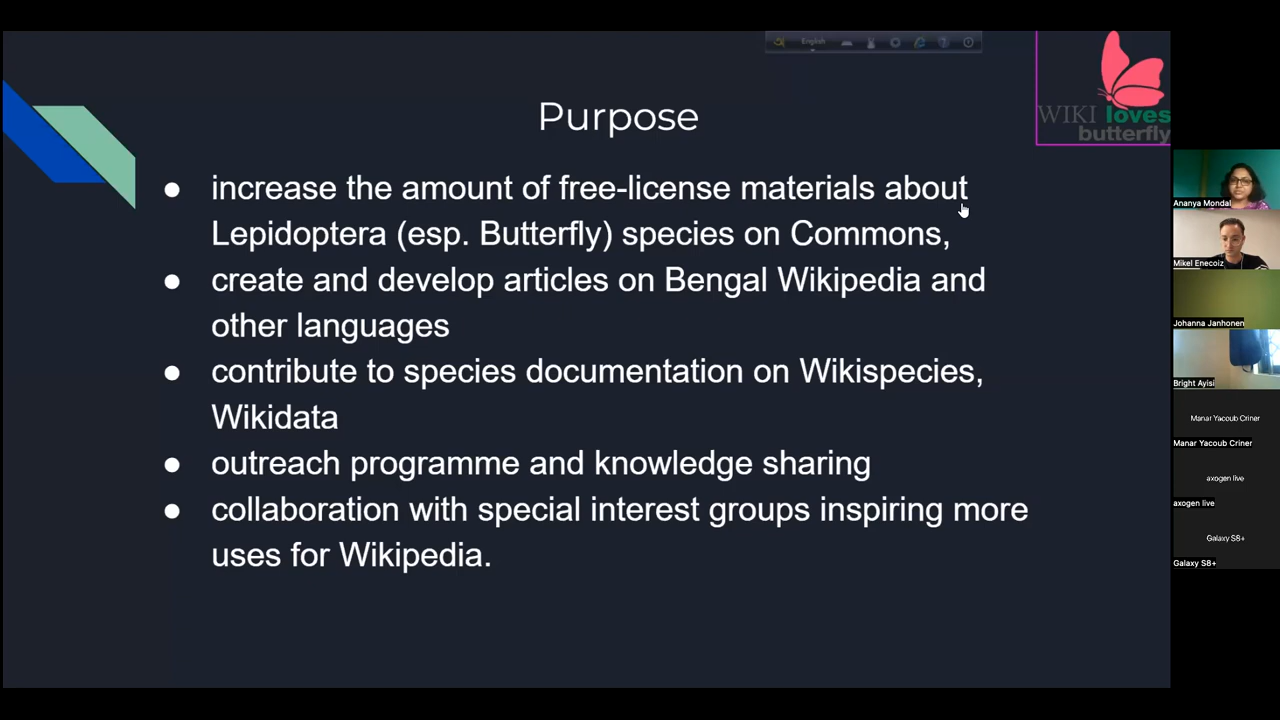 English
WIKI loves
butterfly
Purpose
● increase the amount of free-license materials about
Lepidoptera (esp. Butterfly) species on Commons,
● create and develop articles on Bengal Wikipedia and
other languages
● contribute to species documentation on Wikispecies,
Wikidata
● outreach programme and knowledge sharing
● collaboration with special interest groups inspiring more
uses for Wikipedia.
Ananya Mondal
Mikel Enecoiz
Johanna Janhonen
Bright Ayisi
Manar Yacoub Criner
Manar Yacoub Criner
axogen live
axogen live
Galaxy S8+
Galaxy S8+